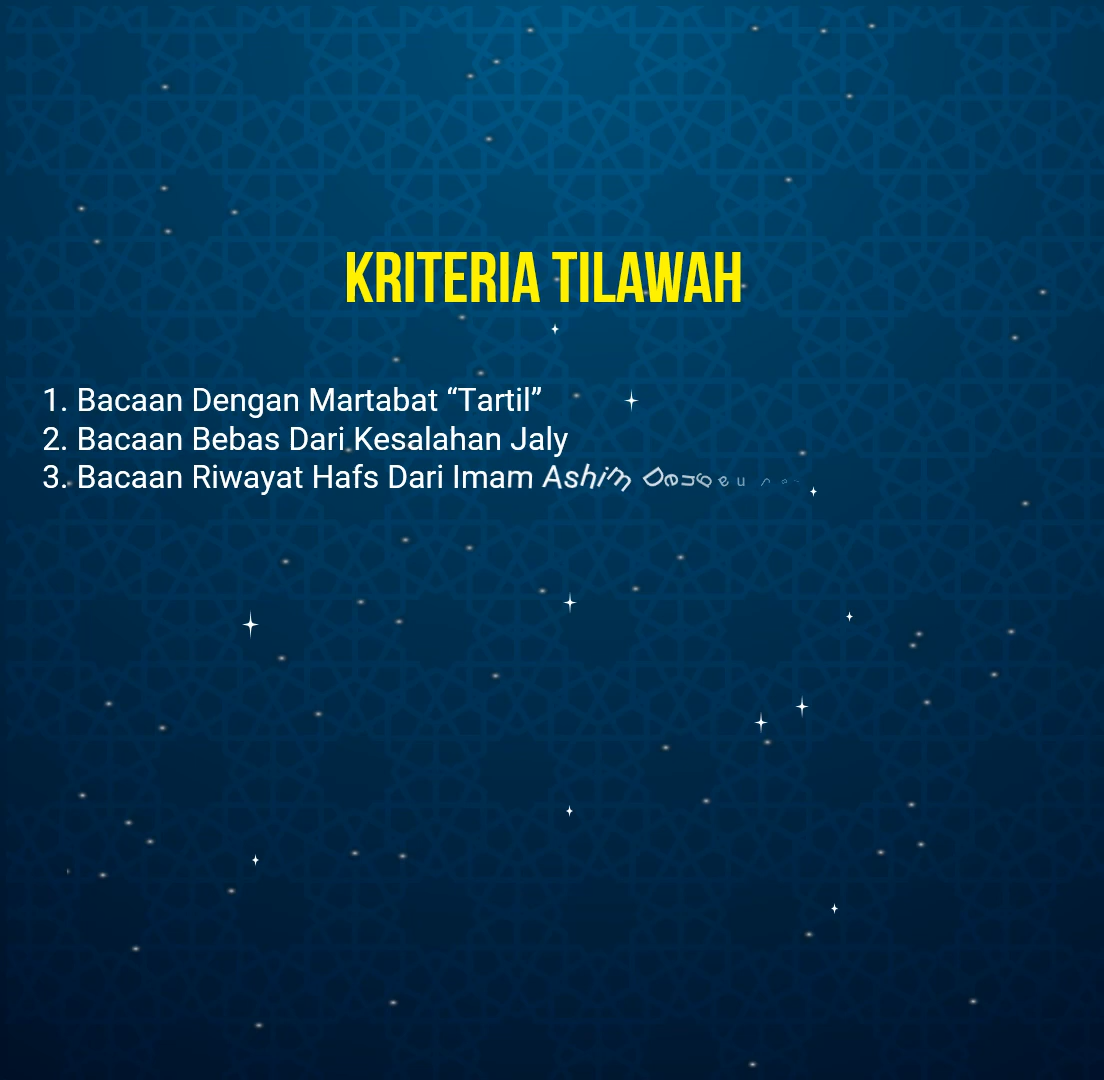 KRITERIA TILAWAH
1. Bacaan Dengan Martabat “Tartil”
2. Bacaan Bebas Dari Kesalahan Jaly
3. Bacaan Riwayat Hafs Dari Imam Ashim